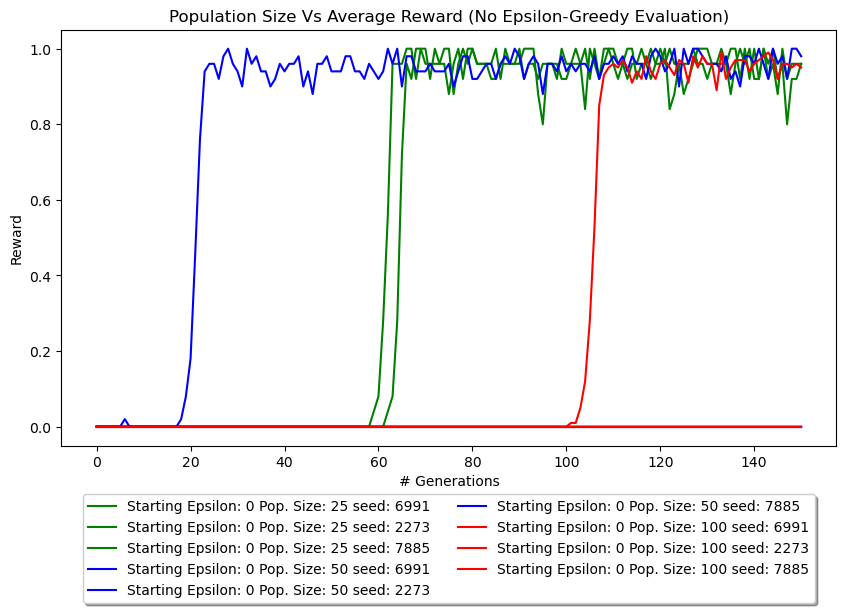 Population Size Vs Average Reward (No Epsilon-Greedy Evaluation)
1.0
0.8
0.6
0.4
0.2
0.0
Reward
0 20 40 60 80 100 120 140
# Generations
Starting Epsilon: 0 Pop. Size: 25 seed: 6991
Starting Epsilon: 0 Pop. Size: 25 seed: 2273
Starting Epsilon: 0 Pop. Size: 25 seed: 7885
Starting Epsilon: 0 Pop. Size: 50 seed: 6991
Starting Epsilon: 0 Pop. Size: 50 seed: 2273
Starting Epsilon: 0 Pop. Size: 50 seed: 7885
Starting Epsilon: 0 Pop. Size: 100 seed: 6991
Starting Epsilon: 0 Pop. Size: 100 seed: 2273
Starting Epsilon: 0 Pop. Size: 100 seed: 7885